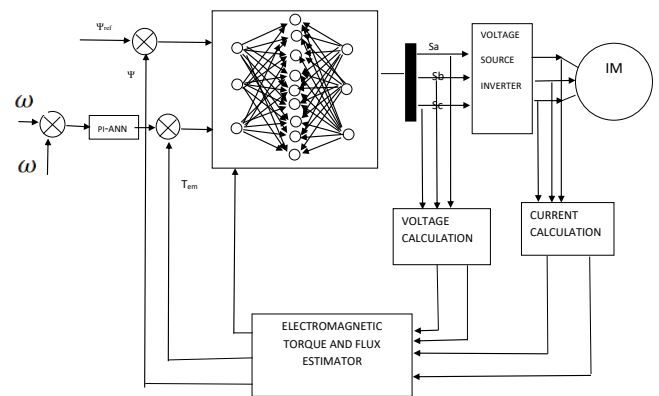 Ψref
Ψ
ω
ω
PI-ANN
Tem
Sa
Sb
Sc
VOLTAGE
SOURCE
INVERTER
IM
VOLTAGE
CALCULATION
CURRENT
CALCULATION
ELECTROMAGNETIC
TORQUE AND FLUX
ESTIMATOR